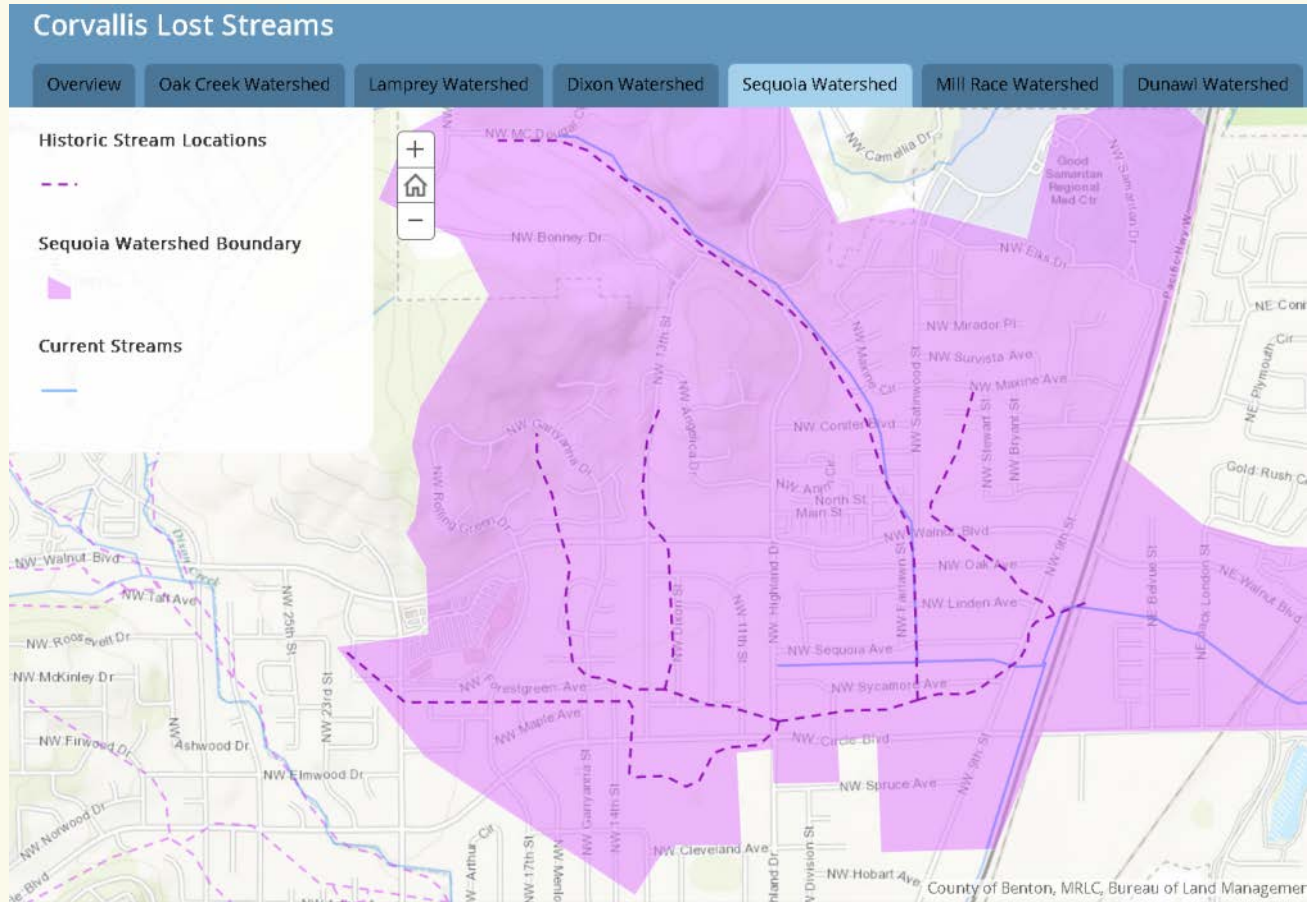 Corvallis Lost Streams
Overview
Oak Creek Watershed
Lamprey Watershed
Dixon Watershed
Sequoia Watershed
Mill Race Watershed
Dunawi Watershed
Historic Stream Locations
Sequoia Watershed Boundary
Current Streams
+
−
NW Camellia Dr
Good
Samaritan
Regional
Med Ctr
NW Samaritan Dr
NW Bonney Dr
NW Elks Dr
Pacific Hwy W
NW Mirador Pl
NW Survista Ave
NW Maxine Cir
NW Maxine Ave
NW 13th St
NW Angelica Dr
NW Satinwood St
NW Stewart St
NW Bryant St
NE Plymouth Cir
NW Garryanna Dr
NW Conifer Blvd
NW Rolling Green Dr
North St
Main St
Dixon Creek
NW Walnut Blvd
NW Walnut Blvd
NW 9th St
NW Oak Ave
NW Taft Ave
NW 25th St
NW Linden Ave
NW Fairlawn St
NE Belvue St
NE Jack London St
NE Walnut Blvd
NW Roosevelt Dr
NW Dixon St
NW 11th St
NW Highland Dr
NW Sequoia Ave
NW McKinley Dr
NW 23rd St
NW Forestgreen Ave
NW Sycamore Ave
NW Maple Ave
NW Firwood Dr
Ashwood Dr
NW Circle Blvd
NW Elmwood Dr
NW Garryanna St
NW 14th St
NW Spruce Ave
NW 9th St
NW Norwood Dr
NW Cleveland Ave
NW 17th St
NW Hobart Ave
County of Benton, MRLC, Bureau of Land Managemen